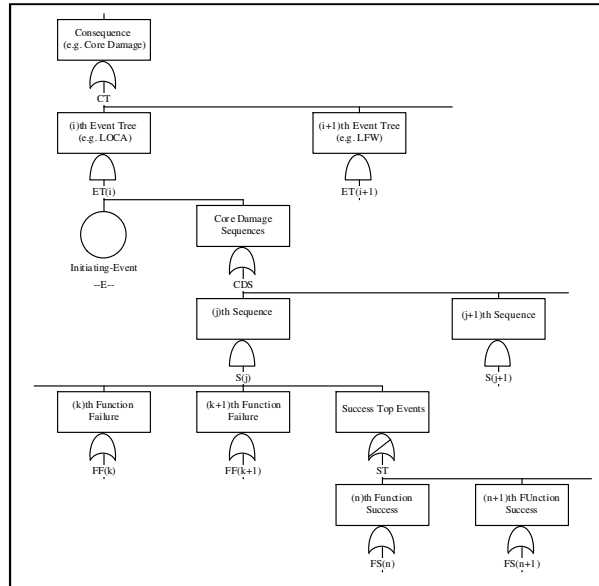 Consequence
(e.g. Core Damage)
CT
(i)th Event Tree
(e.g. LOCA)
(i+1)th Event Tree
(e.g. LFW)
ET(i)
ET(i+1)
Core Damage
Sequences
Initiating-Event
--E--
CDS
(j)th Sequence
(j+1)th Sequence
S(j)
S(j+1)
(k)th Function
Failure
(k+1)th Function
Failure
Success Top Events
FF(k)
FF(k+1)
ST
(n)th Function
Success
(n+1)th FUnction
Success
FS(n)
FS(n+1)